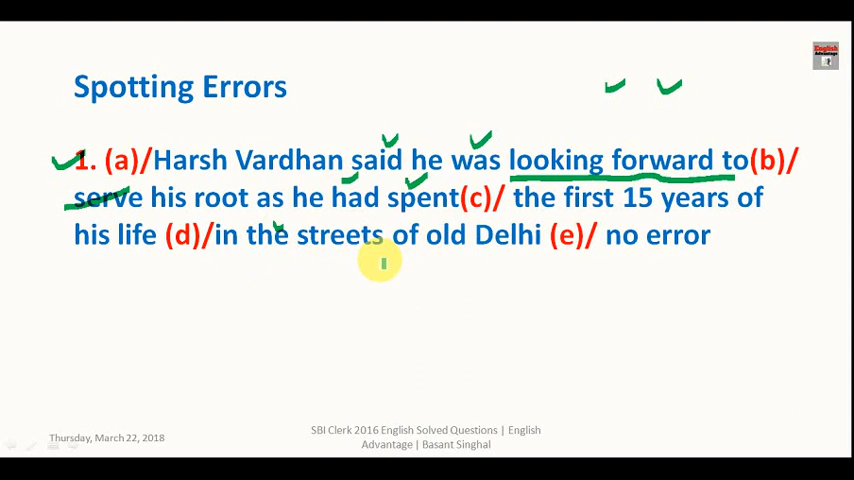 English
Advantage
Spotting Errors
1. (a)/Harsh Vardhan said he was looking forward to(b)/
serve his root as he had spent(c)/ the first 15 years of
his life (d)/in the streets of old Delhi (e)/ no error
Thursday, March 22, 2018
SBI Clerk 2016 English Solved Questions | English
Advantage | Basant Singhal